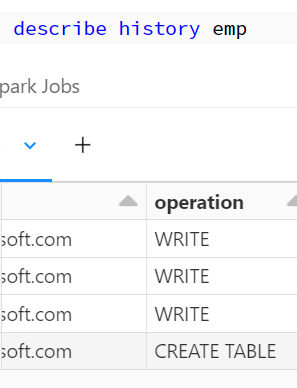 describe history emp
park Jobs
+
operation
soft.com WRITE
soft.com WRITE
soft.com WRITE
soft.com CREATE TABLE